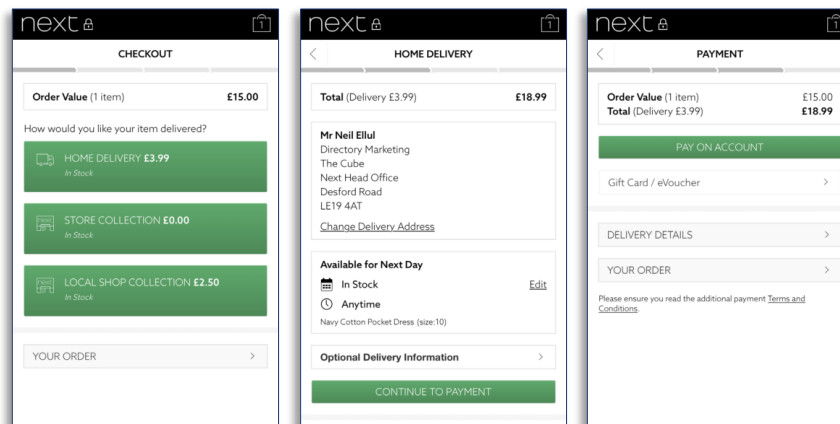 next
1
CHECKOUT
Order Value (1 item) £15.00
How would you like your item delivered?
HOME DELIVERY £3.99
In Stock
STORE COLLECTION £0.00
In Stock
LOCAL SHOP COLLECTION £2.50
In Stock
YOUR ORDER
next
1
HOME DELIVERY
Total (Delivery £3.99) £18.99
Mr Neil Ellul
Directory Marketing
The Cube
Next Head Office
Desford Road
LE19 4AT
Change Delivery Address
Available for Next Day
In Stock Edit
Anytime
Navy Cotton Pocket Dress (size:10)
Optional Delivery Information
CONTINUE TO PAYMENT
next
1
PAYMENT
Order Value (1 item) £15.00
Total (Delivery £3.99) £18.99
PAY ON ACCOUNT
Gift Card / eVoucher
DELIVERY DETAILS
YOUR ORDER
Please ensure you read the additional payment Terms and
Conditions.